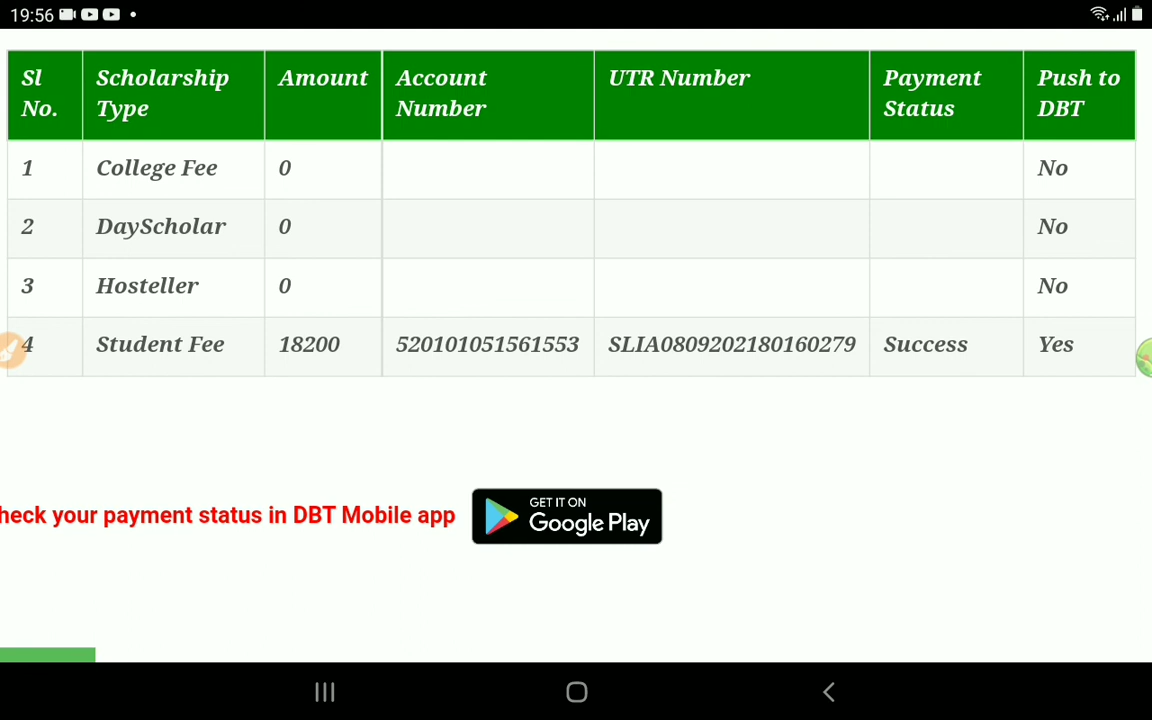 19:56
Sl No. Scholarship Type Amount Account Number UTR Number Payment Status Push to DBT
1 College Fee 0 No
2 DayScholar 0 No
3 Hosteller 0 No
4 Student Fee 18200 520101051561553 SLIA0809202180160279 Success Yes
heck your payment status in DBT Mobile app
GET IT ON
Google Play